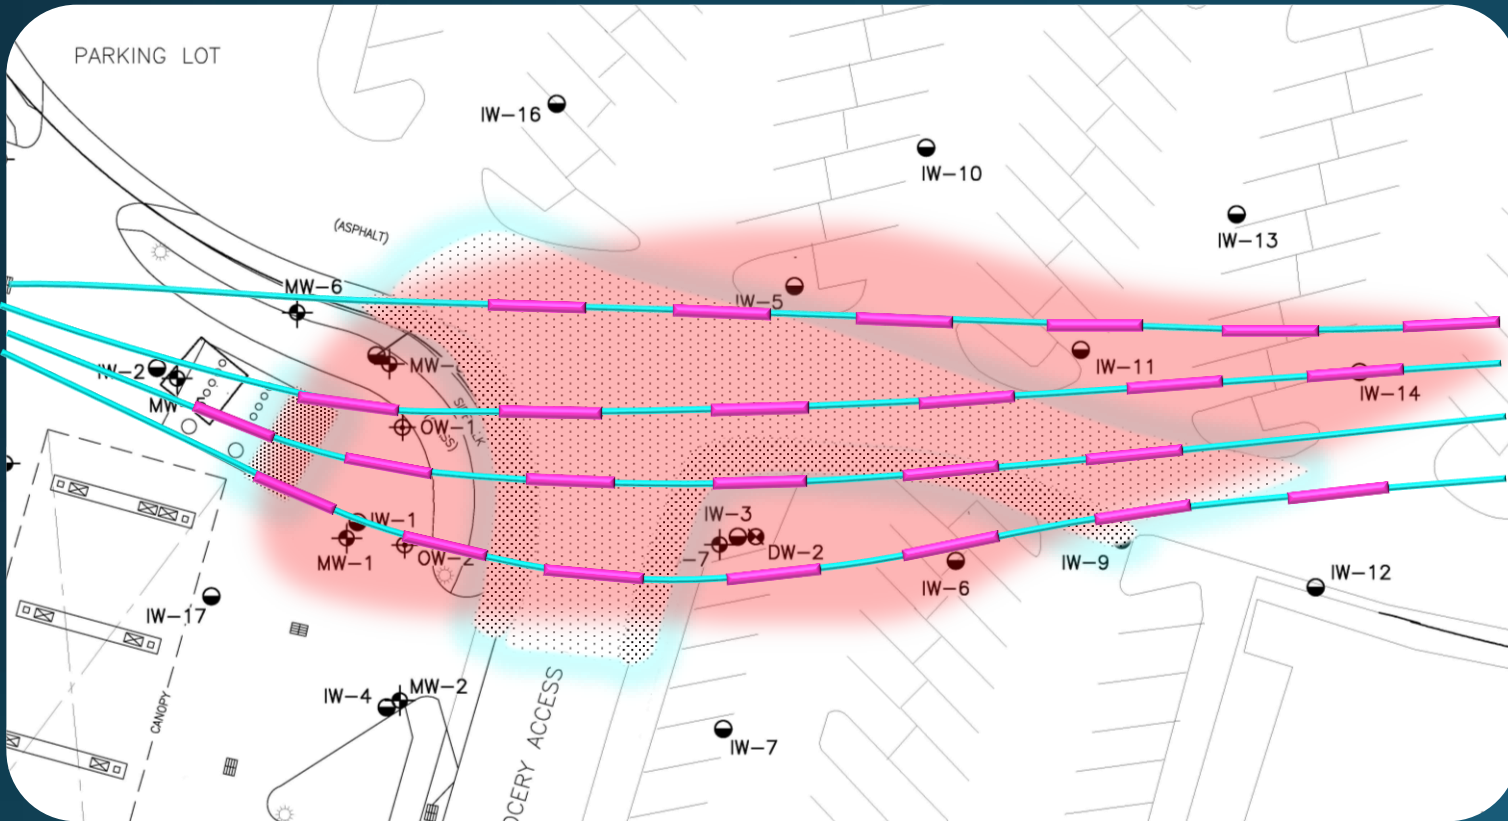 PARKING LOT
IW-16
IW-10
IW-13
(ASPHALT)
MW-6
IW-5
IW-11
IW-14
IW-2
MW-
MW
OW-1
IW-3
IW-1
MW-1
OW-2
-7
DW-2
IW-6
IW-9
IW-12
IW-17
IW-4
MW-2
IW-7
CANOPY
OCERY ACCESS